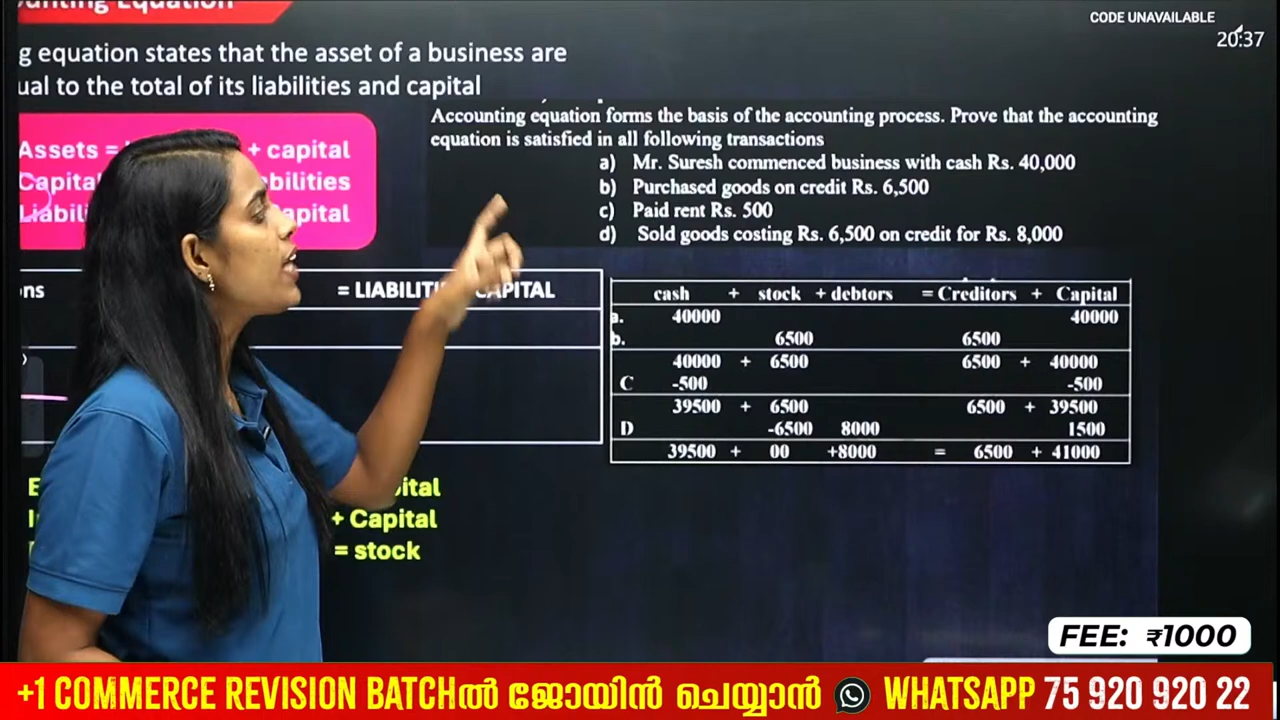 ounting Equation
CODE UNAVAILABLE
20:37
g equation states that the asset of a business are
ual to the total of its liabilities and capital
Assets = + capital
Capital abilities
Liabili apital
Accounting equation forms the basis of the accounting process. Prove that the accounting
equation is satisfied in all following transactions
a) Mr. Suresh commenced business with cash Rs. 40,000
b) Purchased goods on credit Rs. 6,500
c) Paid rent Rs. 500
d) Sold goods costing Rs. 6,500 on credit for Rs. 8,000
ons = LIABILITI CAPITAL
cash + stock + debtors = Creditors + Capital
a. 40000 40000
b. 6500 6500
40000 + 6500 6500 + 40000
C -500 -500
39500 + 6500 6500 + 39500
D -6500 8000 1500
39500 + 00 +8000 = 6500 + 41000
E pital
+ Capital
= stock
FEE: ₹1000
+1 COMMERCE REVISION BATCHൽ ജോയിൻ ചെയ്യാൻ WHATSAPP 75 920 920 22